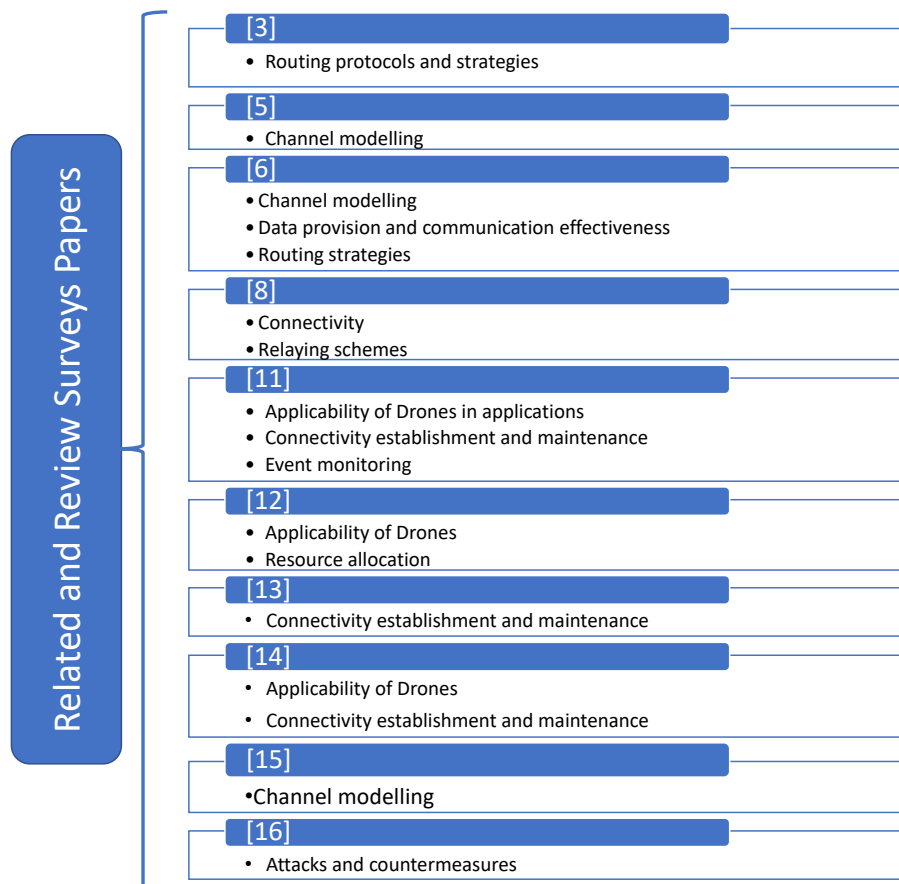 Related and Review Surveys Papers
[3]
• Routing protocols and strategies
[5]
• Channel modelling
[6]
• Channel modelling
• Data provision and communication effectiveness
• Routing strategies
[8]
• Connectivity
• Relaying schemes
[11]
• Applicability of Drones in applications
• Connectivity establishment and maintenance
• Event monitoring
[12]
• Applicability of Drones
• Resource allocation
[13]
• Connectivity establishment and maintenance
[14]
• Applicability of Drones
• Connectivity establishment and maintenance
[15]
•Channel modelling
[16]
• Attacks and countermeasures